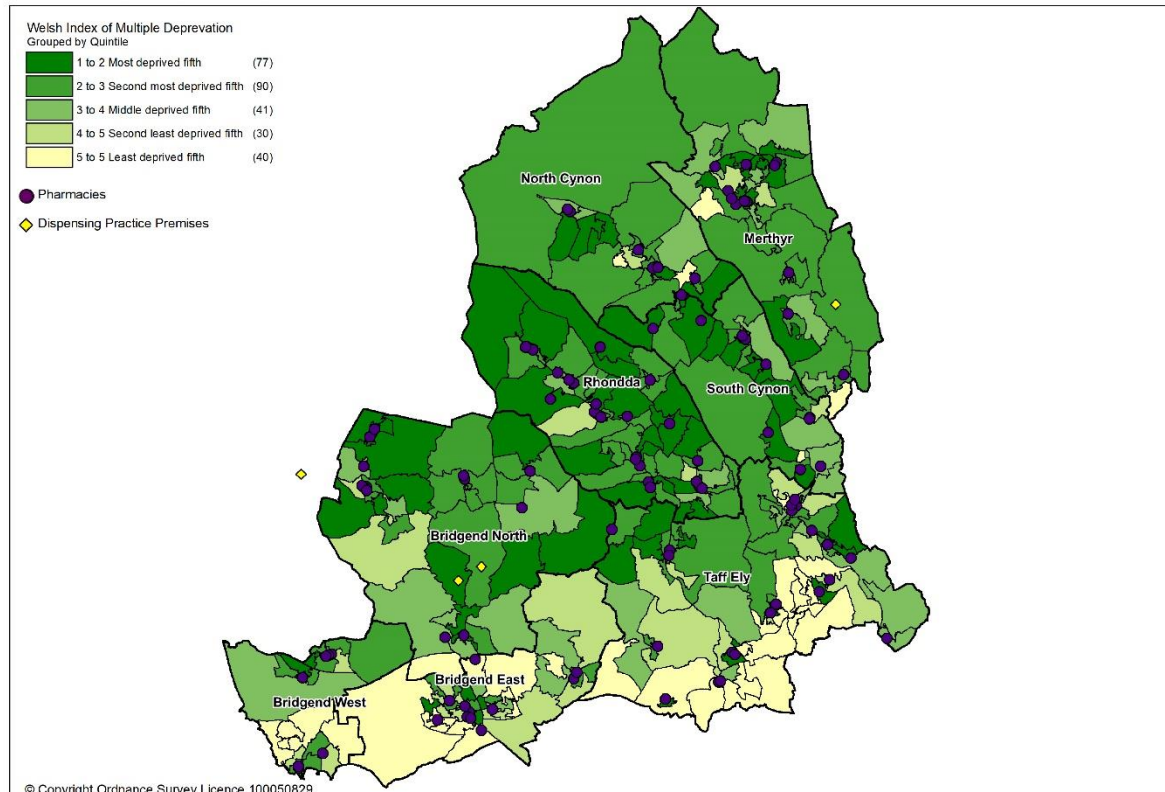 Welsh Index of Multiple Deprevation
Grouped by Quintile
1 to 2 Most deprived fifth (77)
2 to 3 Second most deprived fifth (90)
3 to 4 Middle deprived fifth (41)
4 to 5 Second least deprived fifth (30)
5 to 5 Least deprived fifth (40)
Pharmacies
Dispensing Practice Premises
North Cynon
Merthyr
Rhondda
South Cynon
Bridgend North
Taff Ely
Bridgend East
Bridgend West
© Copyright Ordnance Survey Licence 100050829